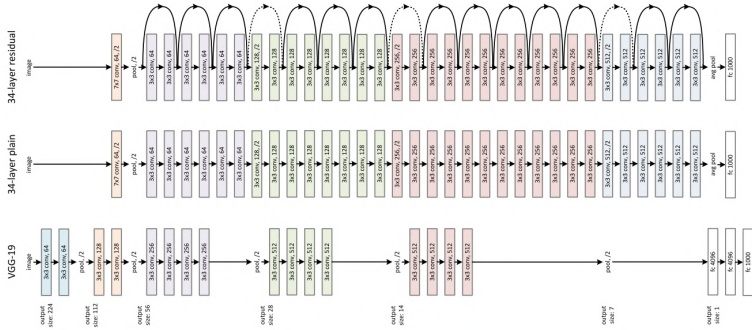 34-layer residual
image
7x7 conv, 64, /2
pool, /2
3x3 conv, 64
3x3 conv, 64
3x3 conv, 64
3x3 conv, 64
3x3 conv, 64
3x3 conv, 64
3x3 conv, 128, /2
3x3 conv, 128
3x3 conv, 128
3x3 conv, 128
3x3 conv, 128
3x3 conv, 128
3x3 conv, 128
3x3 conv, 128
3x3 conv, 256, /2
3x3 conv, 256
3x3 conv, 256
3x3 conv, 256
3x3 conv, 256
3x3 conv, 256
3x3 conv, 256
3x3 conv, 256
3x3 conv, 256
3x3 conv, 256
3x3 conv, 256
3x3 conv, 256
3x3 conv, 512, /2
3x3 conv, 512
3x3 conv, 512
3x3 conv, 512
3x3 conv, 512
3x3 conv, 512
avg pool
fc 1000
34-layer plain
image
7x7 conv, 64, /2
pool, /2
3x3 conv, 64
3x3 conv, 64
3x3 conv, 64
3x3 conv, 64
3x3 conv, 64
3x3 conv, 64
3x3 conv, 128, /2
3x3 conv, 128
3x3 conv, 128
3x3 conv, 128
3x3 conv, 128
3x3 conv, 128
3x3 conv, 128
3x3 conv, 128
3x3 conv, 256, /2
3x3 conv, 256
3x3 conv, 256
3x3 conv, 256
3x3 conv, 256
3x3 conv, 256
3x3 conv, 256
3x3 conv, 256
3x3 conv, 256
3x3 conv, 256
3x3 conv, 256
3x3 conv, 256
3x3 conv, 512, /2
3x3 conv, 512
3x3 conv, 512
3x3 conv, 512
3x3 conv, 512
3x3 conv, 512
avg pool
fc 1000
VGG-19
image
3x3 conv, 64
3x3 conv, 64
pool, /2
3x3 conv, 128
3x3 conv, 128
pool, /2
3x3 conv, 256
3x3 conv, 256
3x3 conv, 256
3x3 conv, 256
pool, /2
3x3 conv, 512
3x3 conv, 512
3x3 conv, 512
3x3 conv, 512
pool, /2
3x3 conv, 512
3x3 conv, 512
3x3 conv, 512
3x3 conv, 512
pool, /2
fc 4096
fc 4096
fc 1000
output
size: 224
output
size: 112
output
size: 56
output
size: 28
output
size: 14
output
size: 7
output
size: 1